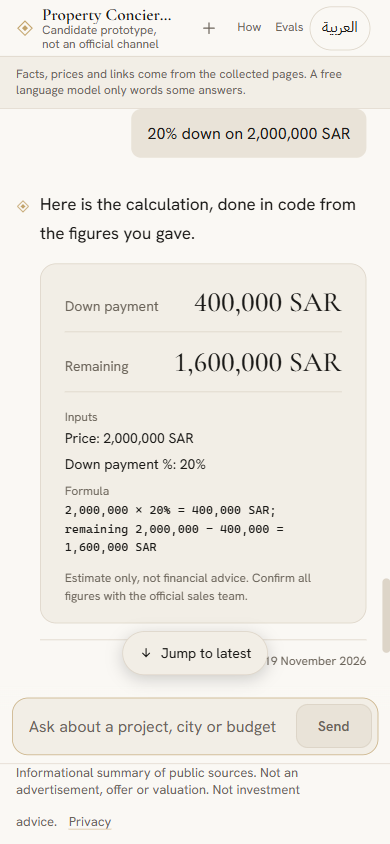 Property Concier...
Candidate prototype,
not an official channel
How
Evals
العربية
Facts, prices and links come from the collected pages. A free
language model only words some answers.
20% down on 2,000,000 SAR
Here is the calculation, done in code from
the figures you gave.
Down payment 400,000 SAR
Remaining 1,600,000 SAR
Inputs
Price: 2,000,000 SAR
Down payment %: 20%
Formula
2,000,000 × 20% = 400,000 SAR;
remaining 2,000,000 − 400,000 =
1,600,000 SAR
Estimate only, not financial advice. Confirm all
figures with the official sales team.
↓ Jump to latest
19 November 2026
Ask about a project, city or budget
Send
Informational summary of public sources. Not an
advertisement, offer or valuation. Not investment
advice. Privacy